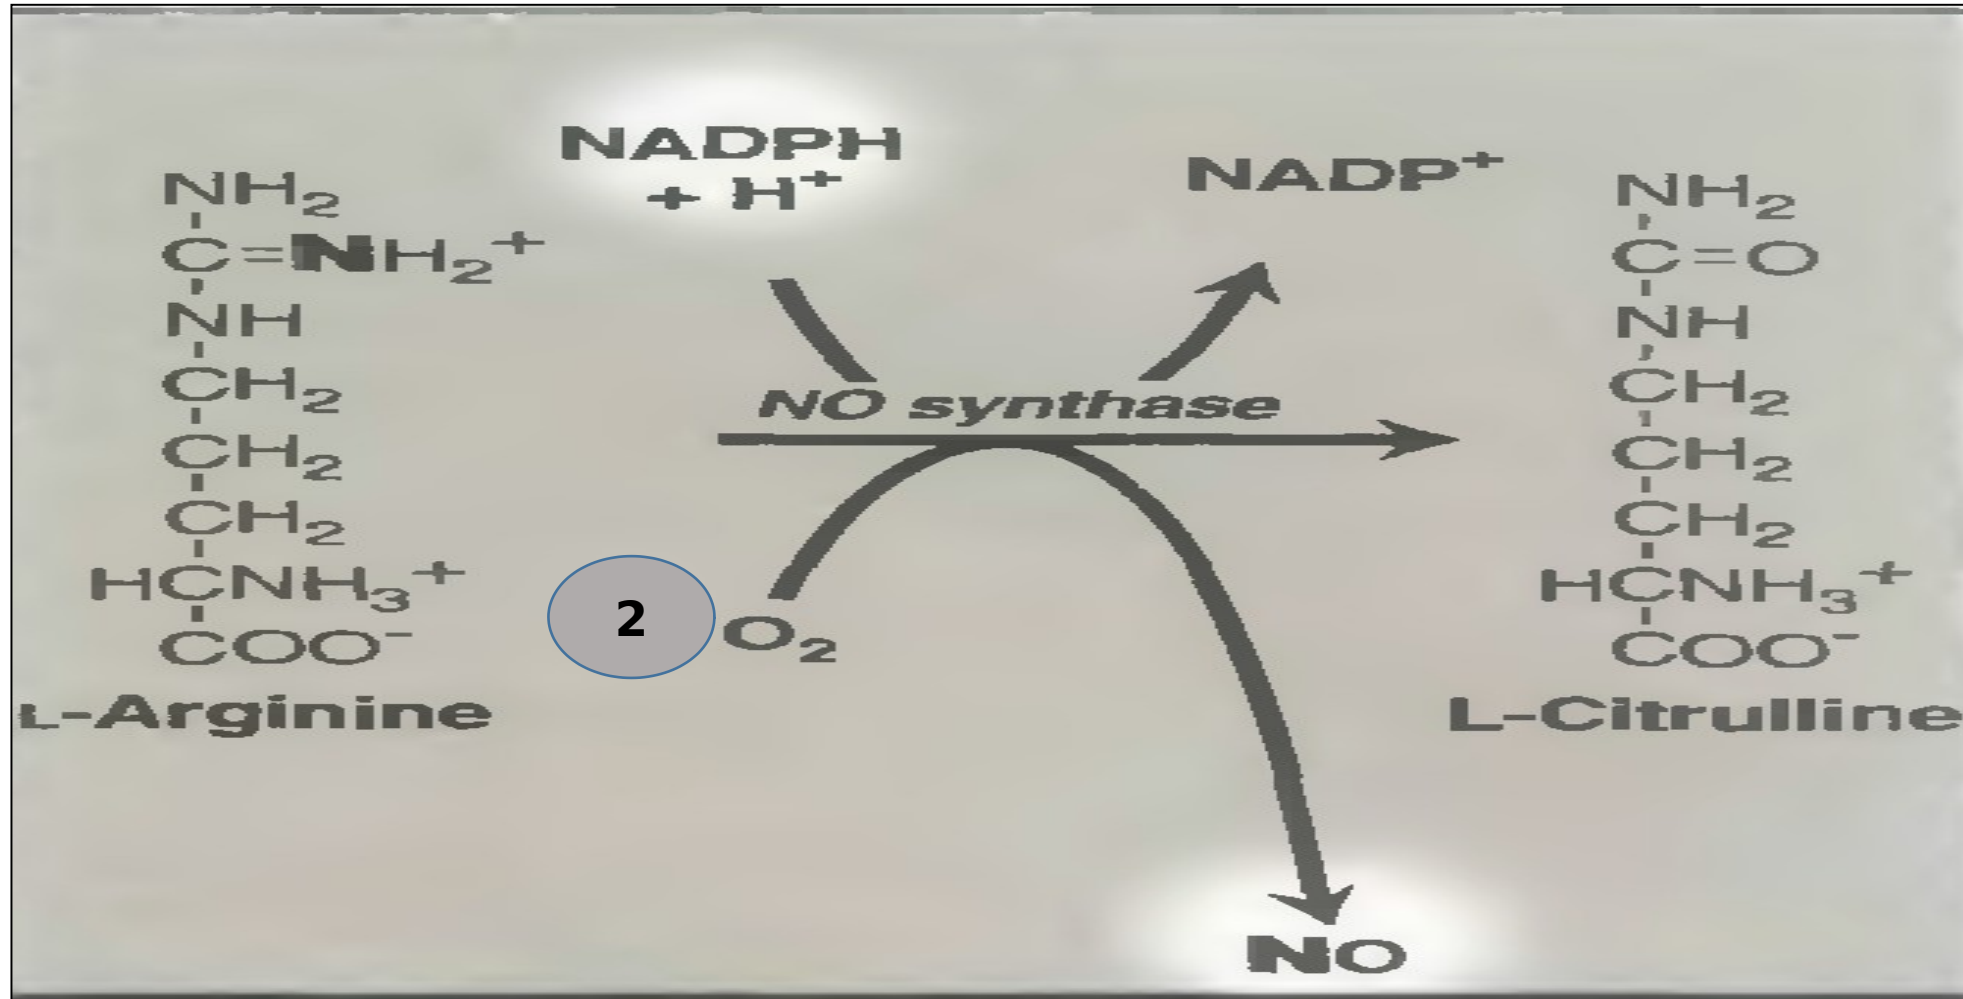 NH₂
C=NH₂⁺
NH
CH₂
CH₂
CH₂
HCNH₃⁺
COO⁻
L-Arginine
NADPH
+ H⁺
NADP⁺
NO synthase
2 O₂
NO
NH₂
C=O
NH
CH₂
CH₂
CH₂
HCNH₃⁺
COO⁻
L-Citrulline